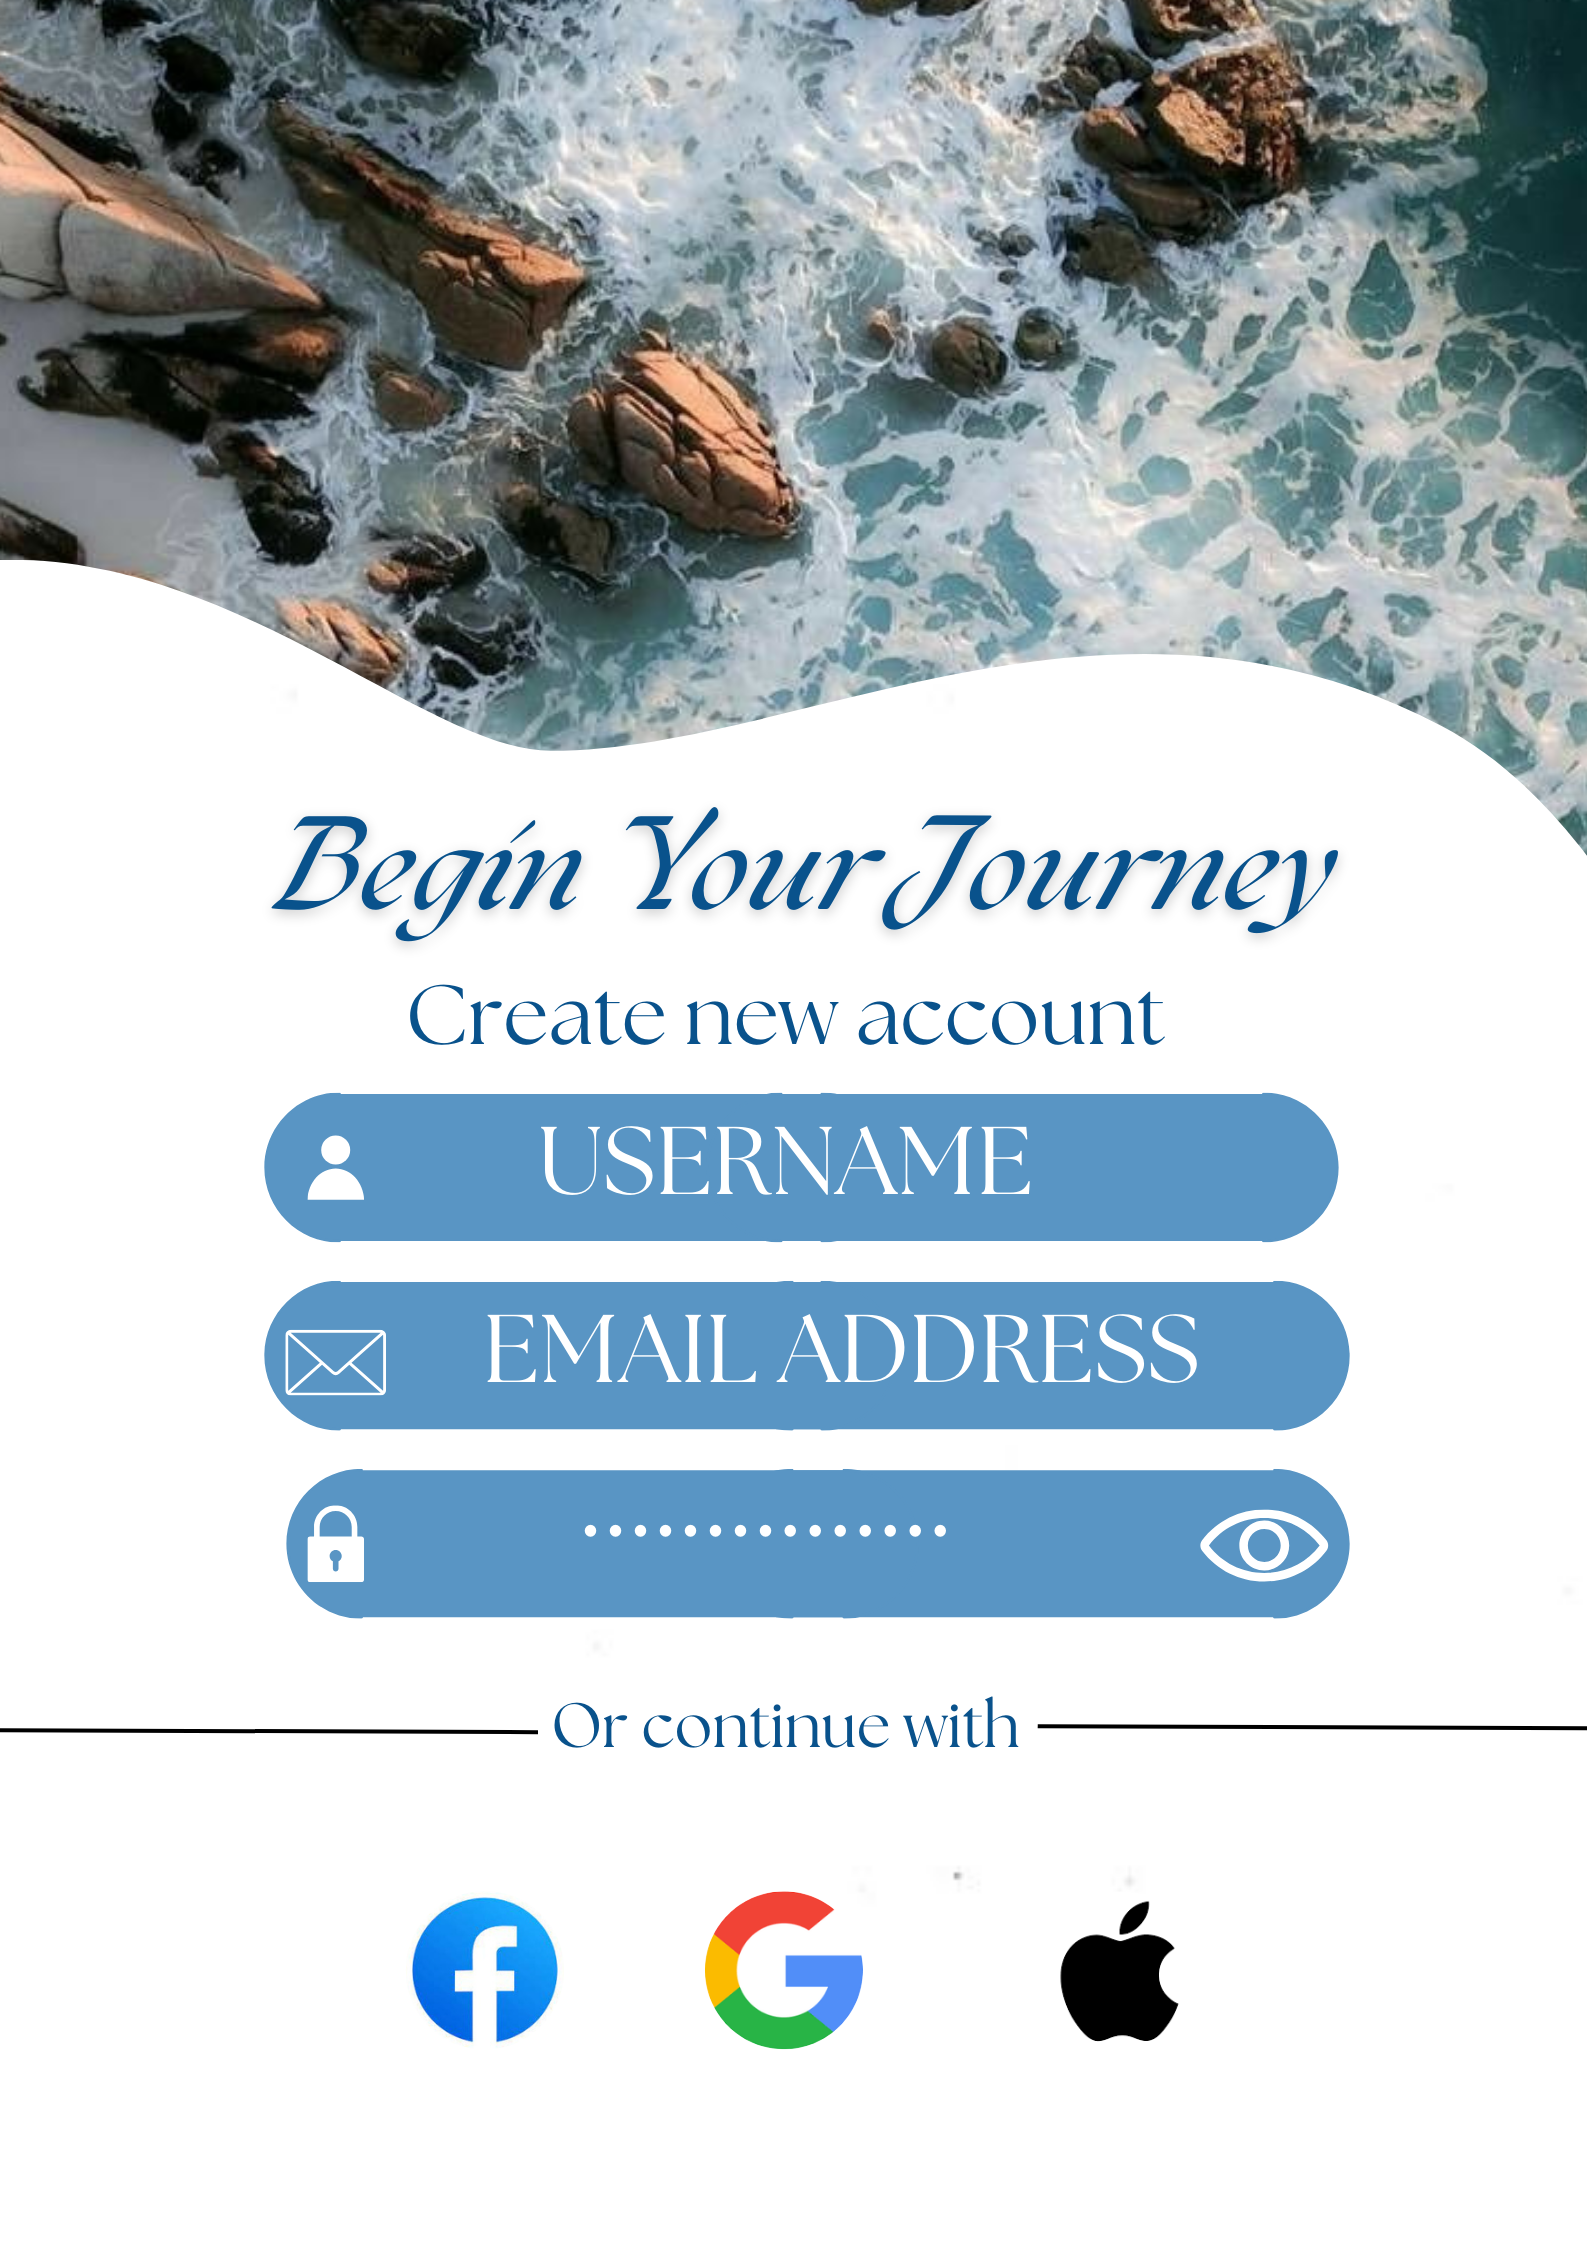 Begin Your Journey
Create new account
USERNAME
EMAIL ADDRESS
...............
Or continue with